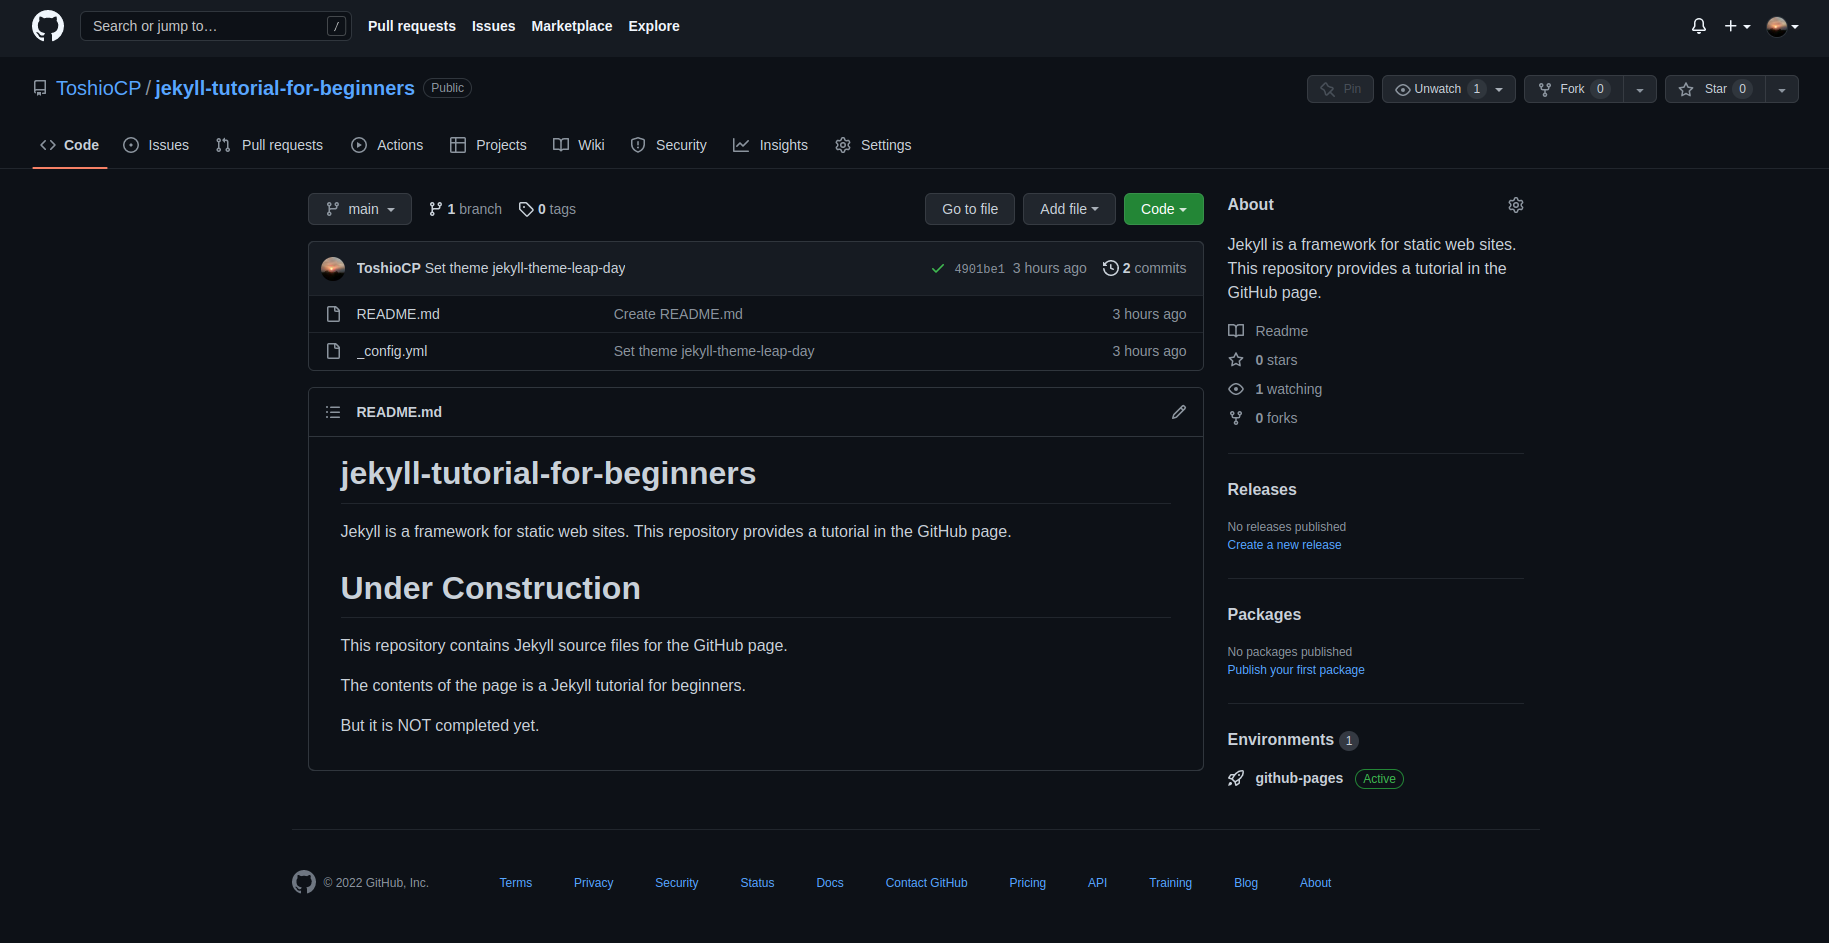 Search or jump to… /
Pull requests Issues Marketplace Explore
ToshioCP / jekyll-tutorial-for-beginners Public
Pin Unwatch 1 Fork 0 Star 0
Code Issues Pull requests Actions Projects Wiki Security Insights Settings
main 1 branch 0 tags Go to file Add file Code
ToshioCP Set theme jekyll-theme-leap-day 4901be1 3 hours ago 2 commits
README.md Create README.md 3 hours ago
_config.yml Set theme jekyll-theme-leap-day 3 hours ago
README.md
jekyll-tutorial-for-beginners
Jekyll is a framework for static web sites. This repository provides a tutorial in the GitHub page.
Under Construction
This repository contains Jekyll source files for the GitHub page.
The contents of the page is a Jekyll tutorial for beginners.
But it is NOT completed yet.
About
Jekyll is a framework for static web sites.
This repository provides a tutorial in the
GitHub page.
Readme
0 stars
1 watching
0 forks
Releases
No releases published
Create a new release
Packages
No packages published
Publish your first package
Environments 1
github-pages Active
© 2022 GitHub, Inc. Terms Privacy Security Status Docs Contact GitHub Pricing API Training Blog About